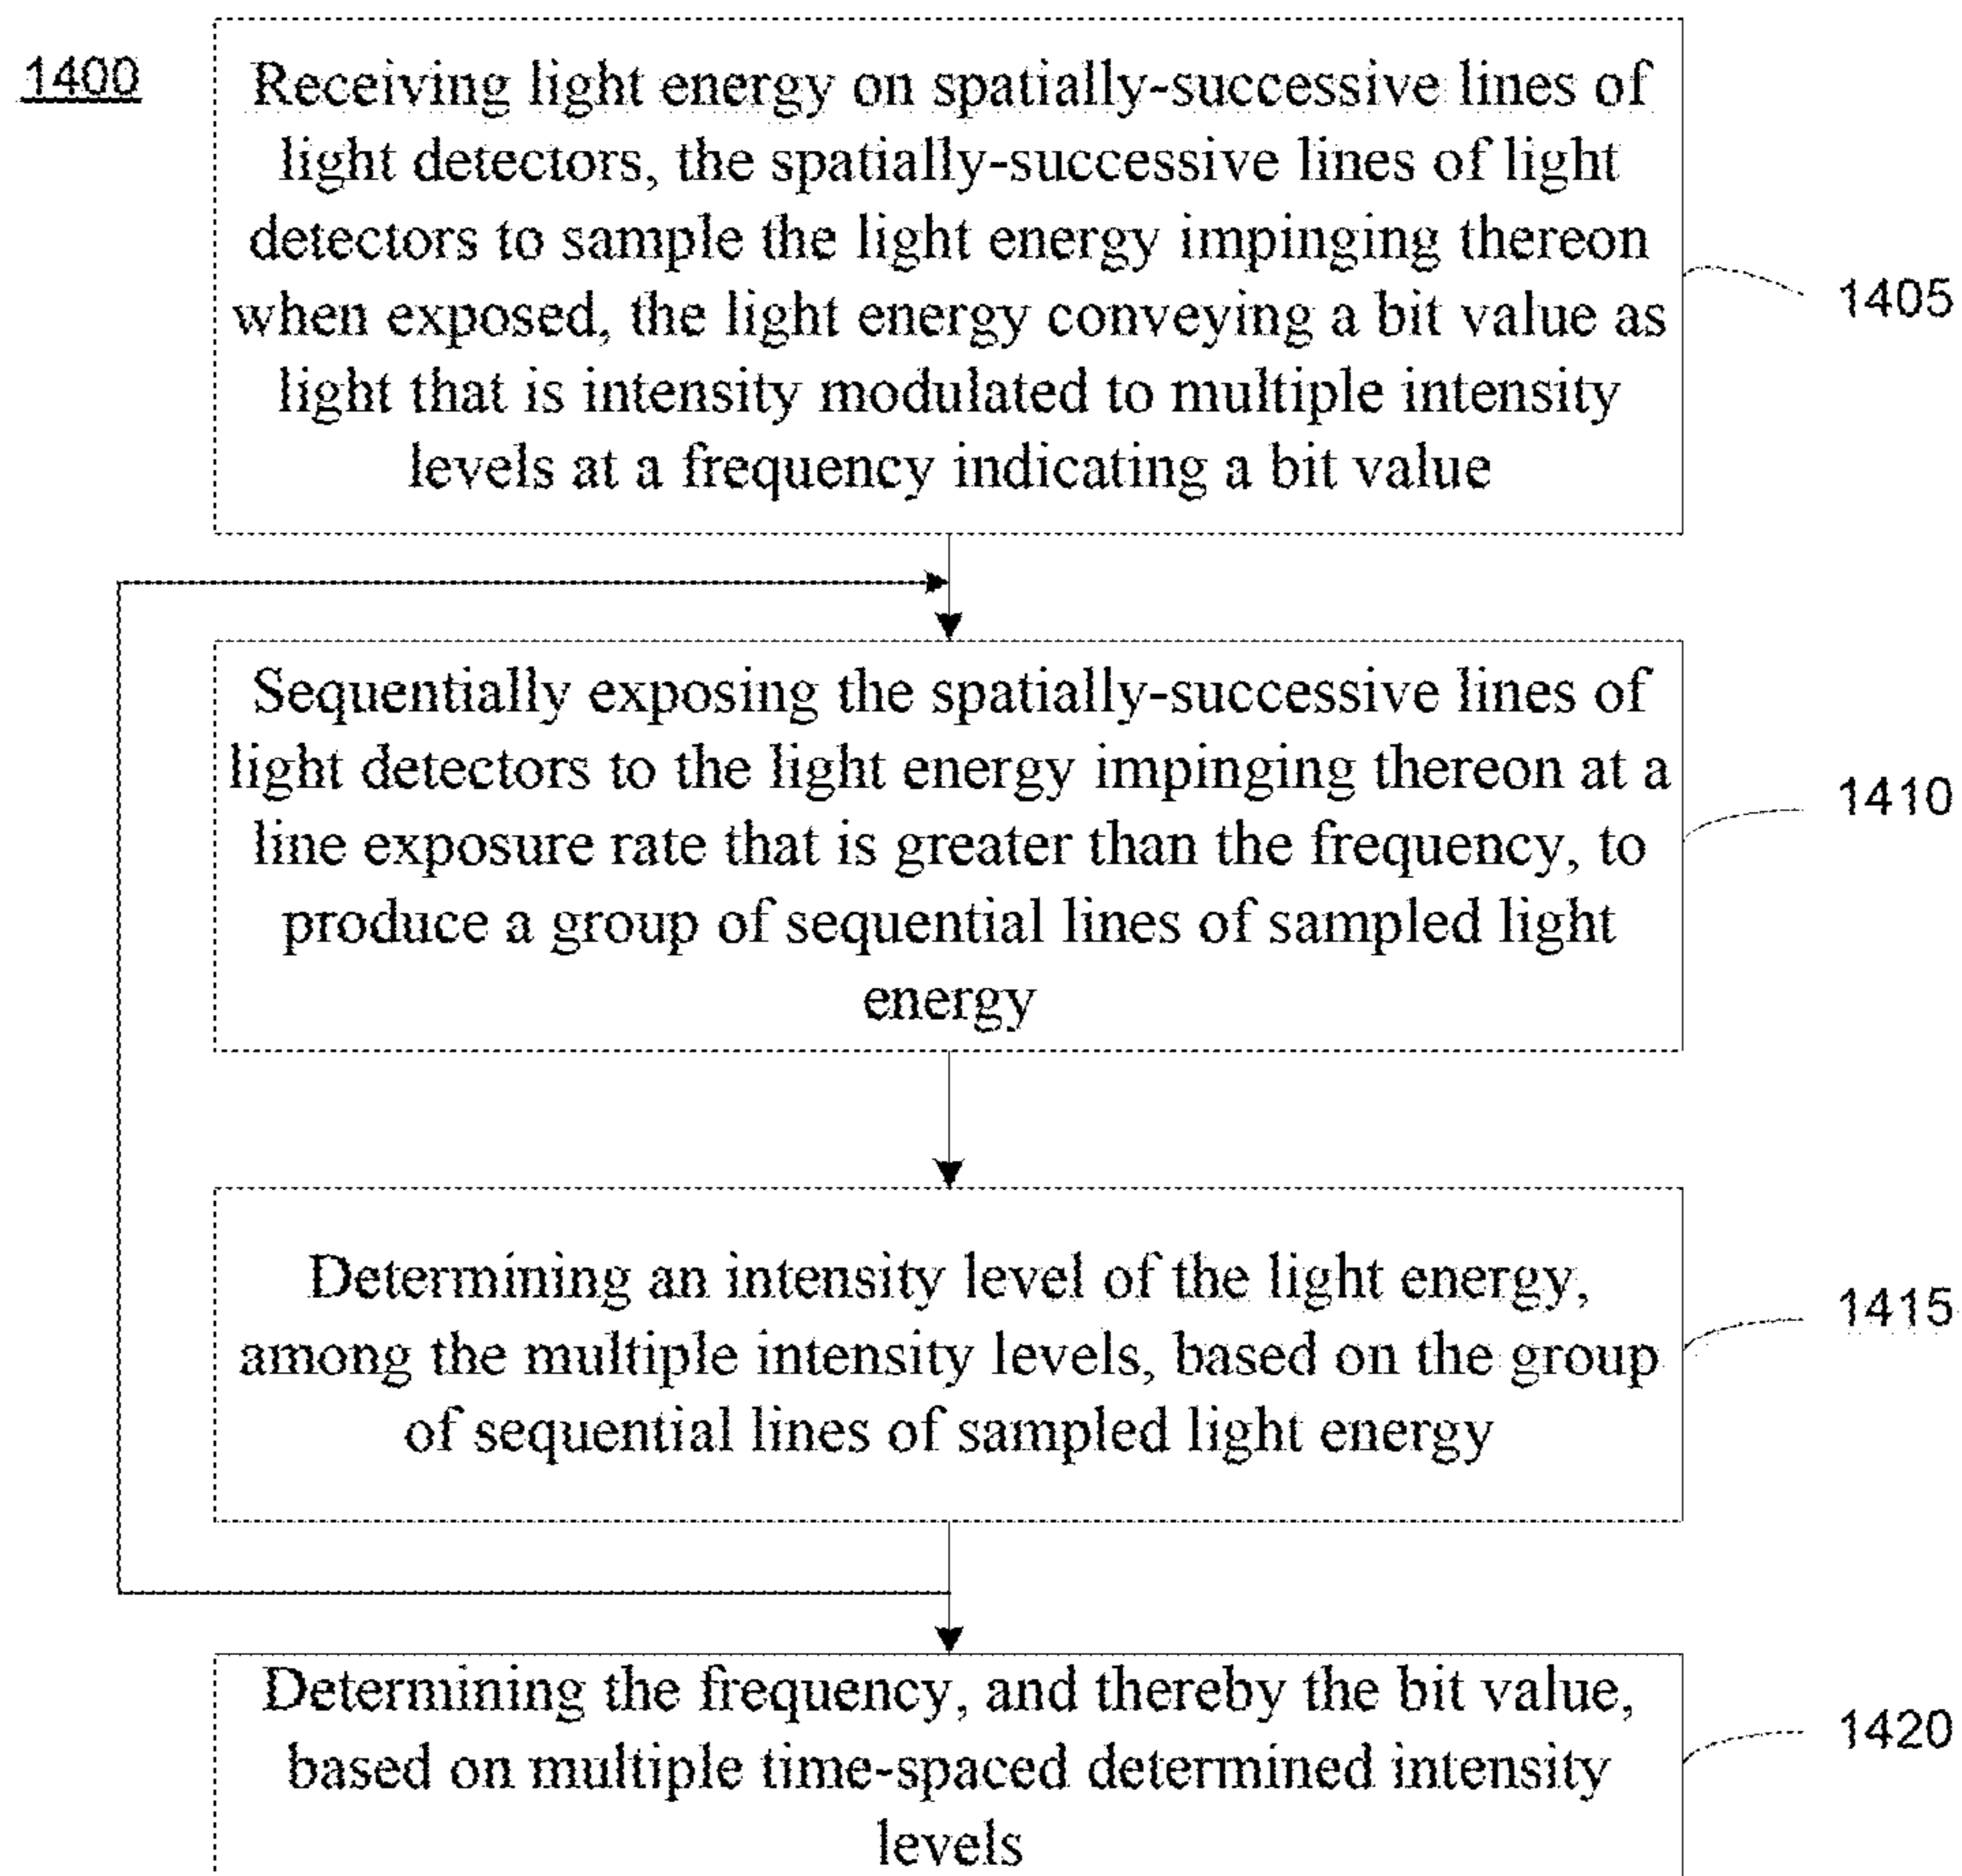 1400
Receiving light energy on spatially-successive lines of
light detectors, the spatially-successive lines of light
detectors to sample the light energy impinging thereon
when exposed, the light energy conveying a bit value as
light that is intensity modulated to multiple intensity
levels at a frequency indicating a bit value
1405
Sequentially exposing the spatially-successive lines of
light detectors to the light energy impinging thereon at a
line exposure rate that is greater than the frequency, to
produce a group of sequential lines of sampled light
energy
1410
Determining an intensity level of the light energy,
among the multiple intensity levels, based on the group
of sequential lines of sampled light energy
1415
Determining the frequency, and thereby the bit value,
based on multiple time-spaced determined intensity
levels
1420